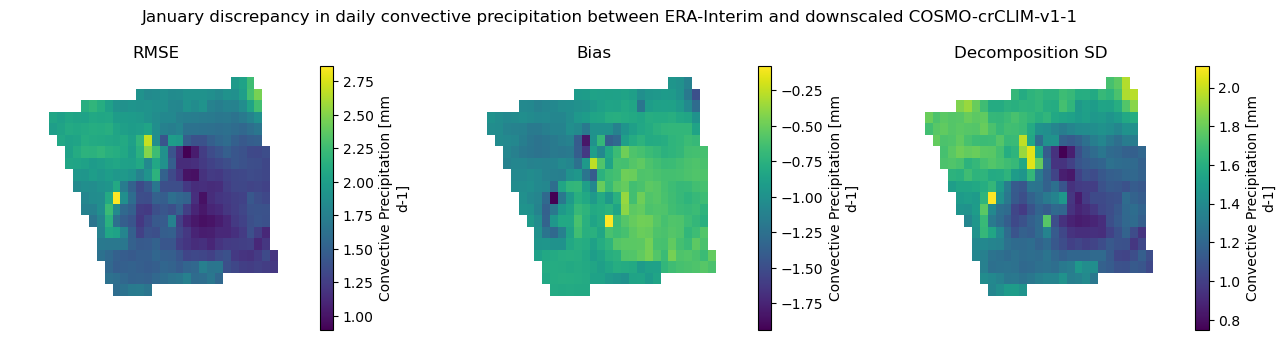 January discrepancy in daily convective precipitation between ERA-Interim and downscaled COSMO-crCLIM-v1-1
RMSE
2.75
2.50
2.25
2.00
1.75
1.50
1.25
1.00
Convective Precipitation [mm
d-1]
Bias
-0.25
-0.50
-0.75
-1.00
-1.25
-1.50
-1.75
Convective Precipitation [mm
d-1]
Decomposition SD
2.0
1.8
1.6
1.4
1.2
1.0
0.8
Convective Precipitation [mm
d-1]